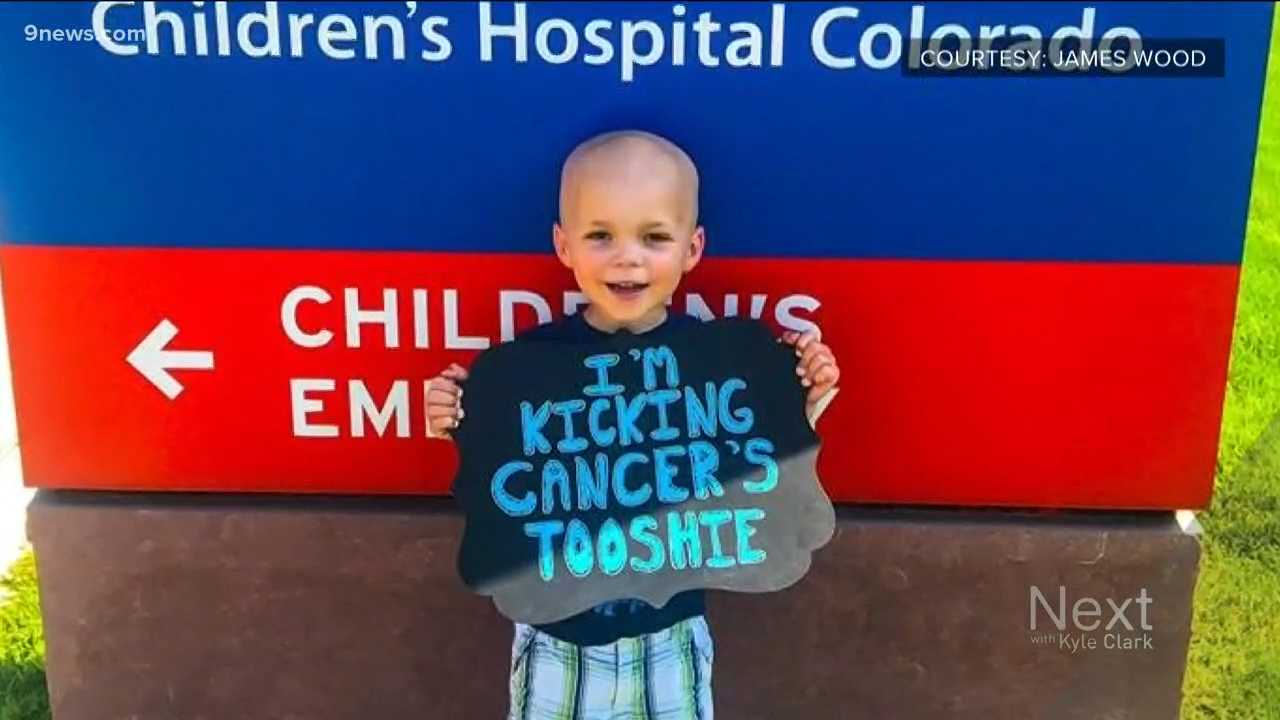 9news.com
Children's Hospital Colorado
COURTESY: JAMES WOOD
I'M
KICKING
CANCER'S
TOOSHIE
Next
with Kyle Clark